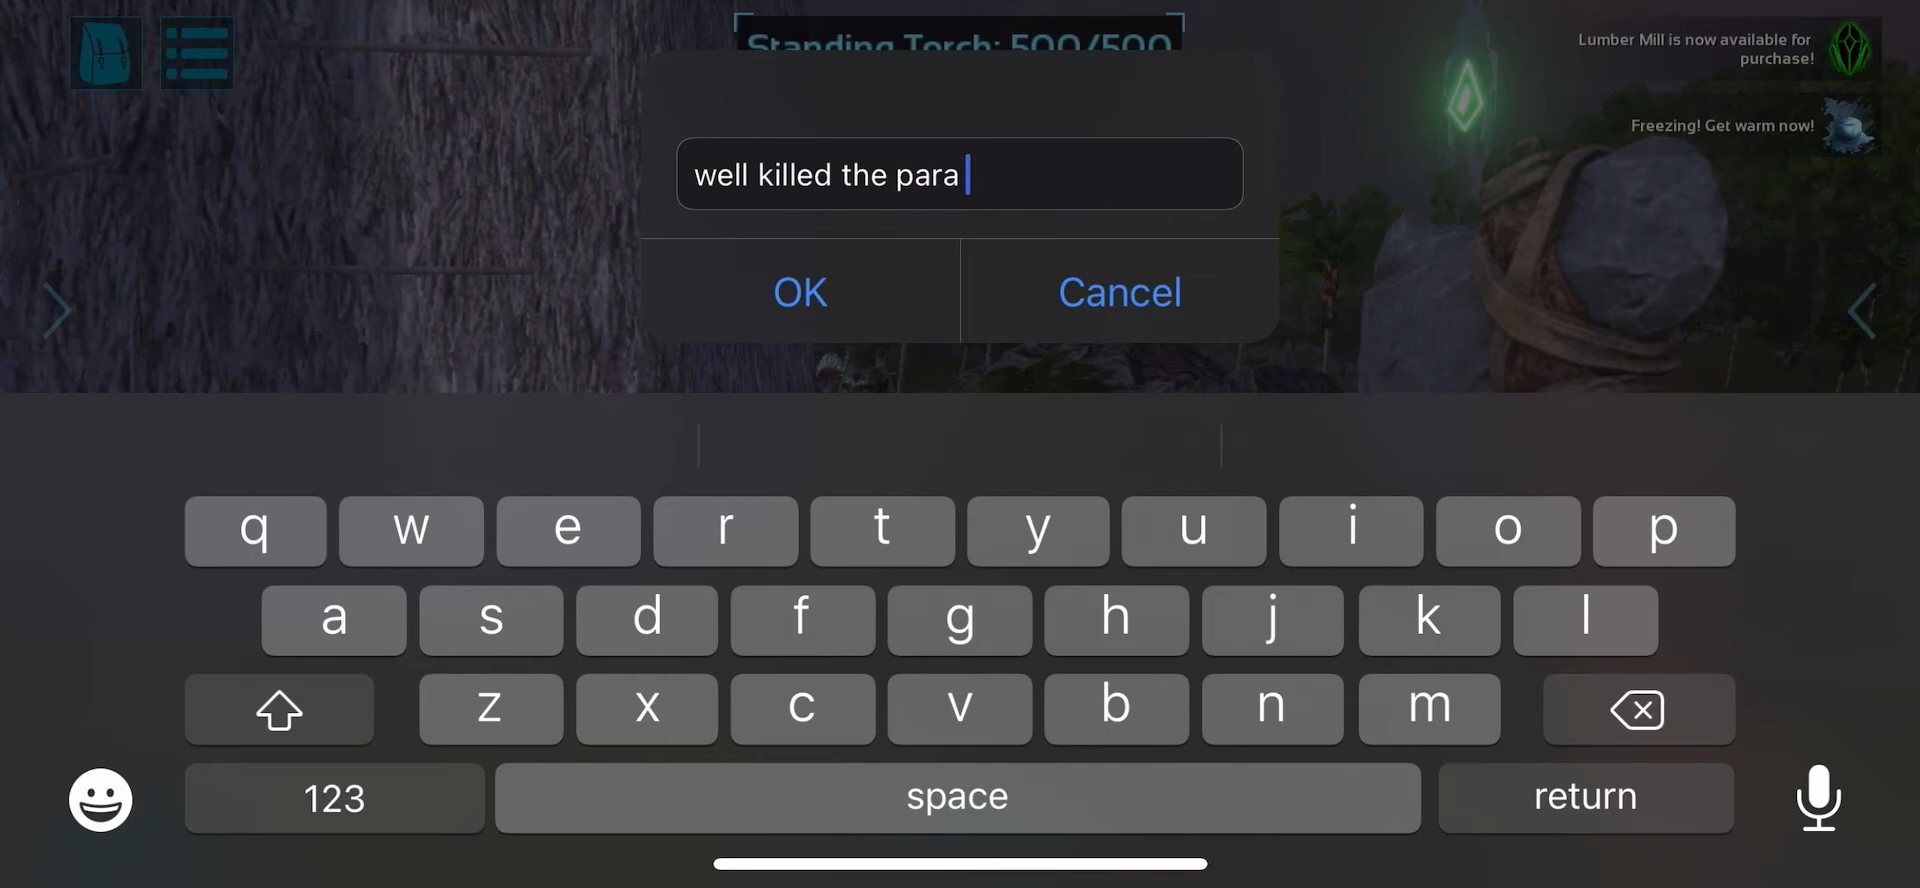 Standing Torch: 500/500
Lumber Mill is now available for
purchase!
Freezing! Get warm now!
well killed the para
OK
Cancel
q w e r t y u i o p
a s d f g h j k l
z x c v b n m
123
space
return